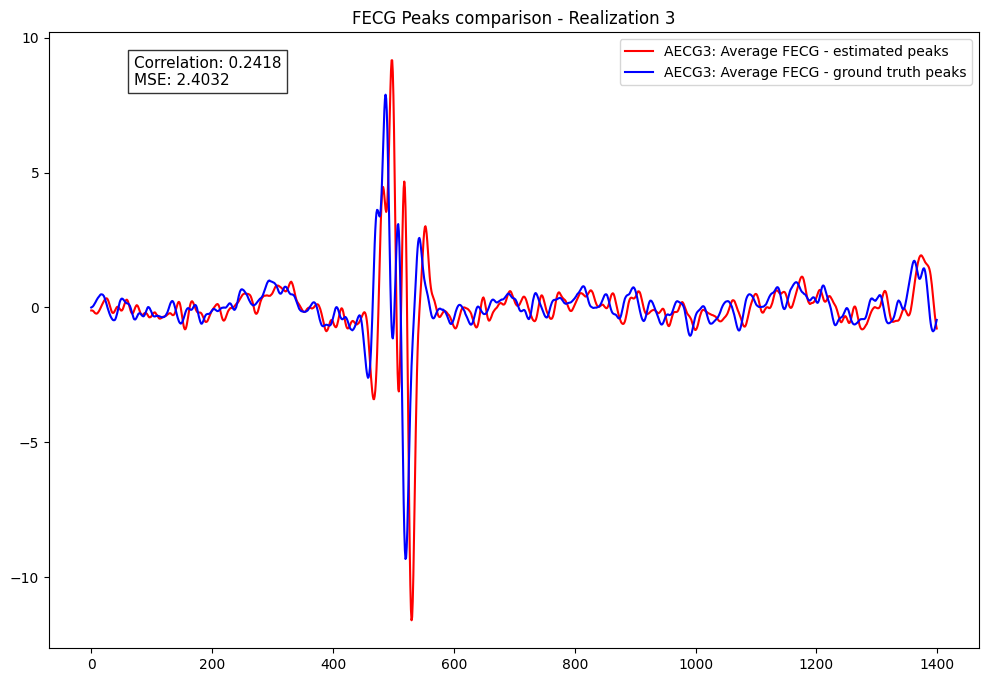 FECG Peaks comparison - Realization 3
Correlation: 0.2418
MSE: 2.4032
AECG3: Average FECG - estimated peaks
AECG3: Average FECG - ground truth peaks
10
5
0
−5
−10
0 200 400 600 800 1000 1200 1400